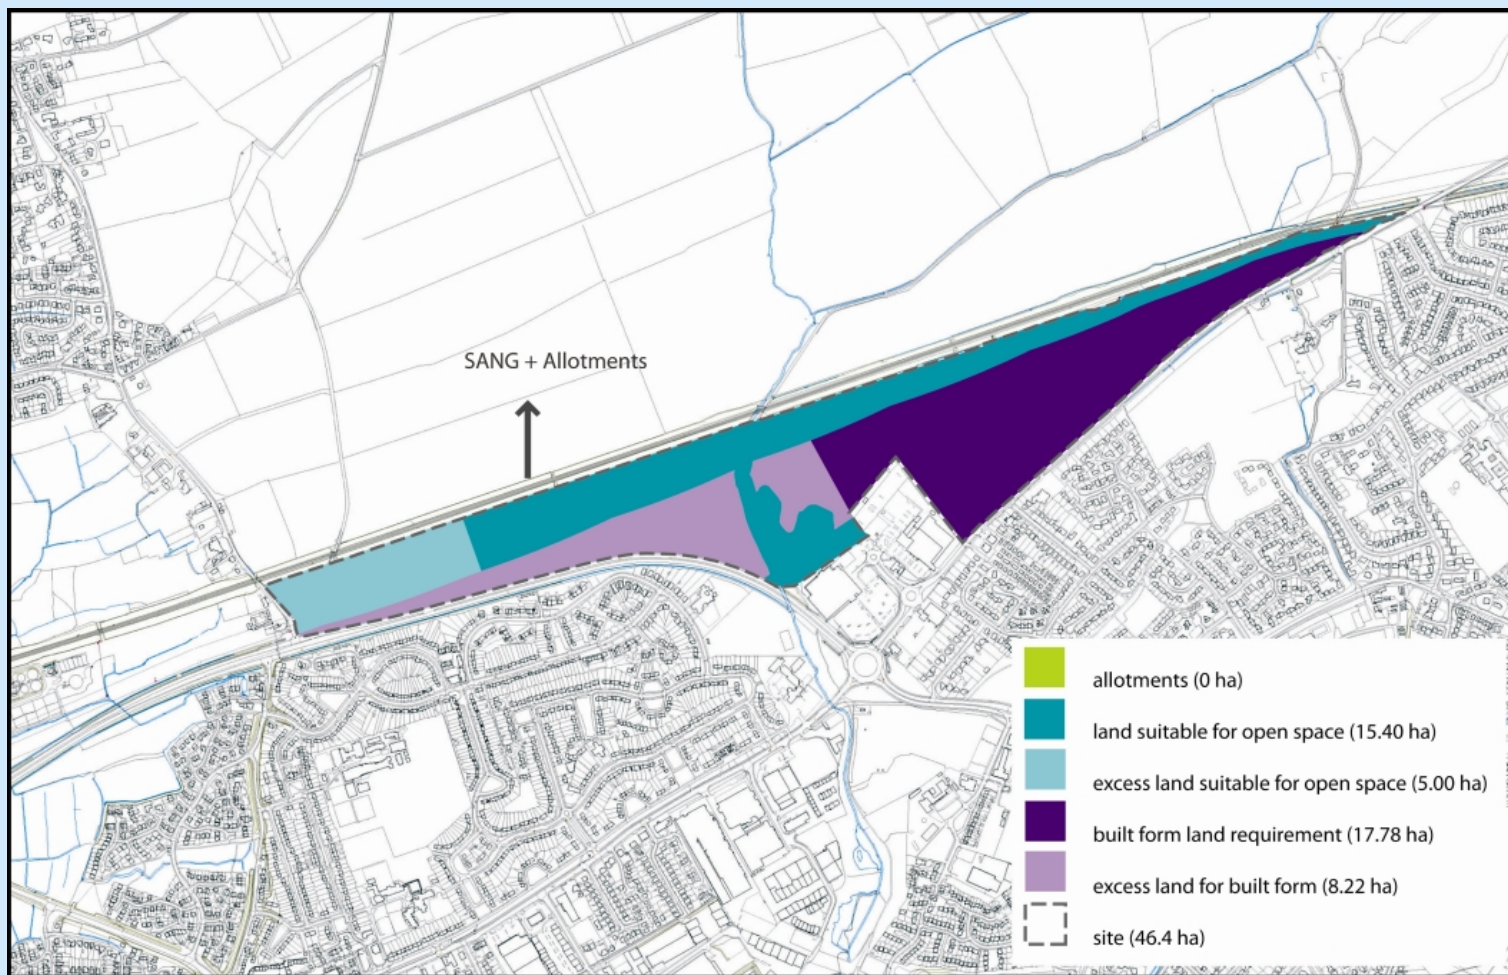 SANG + Allotments
allotments (0 ha)
land suitable for open space (15.40 ha)
excess land suitable for open space (5.00 ha)
built form land requirement (17.78 ha)
excess land for built form (8.22 ha)
site (46.4 ha)